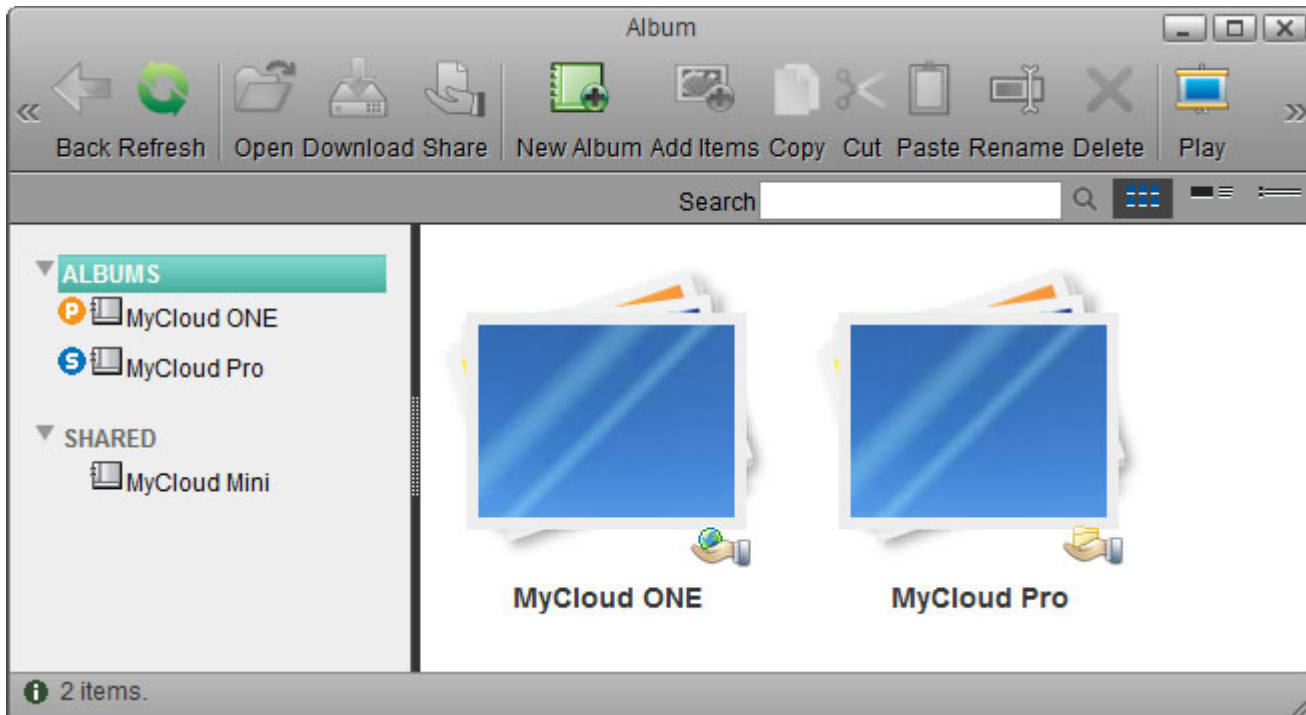 Album
Back Refresh Open Download Share New Album Add Items Copy Cut Paste Rename Delete Play
Search
ALBUMS
P MyCloud ONE
S MyCloud Pro
SHARED
MyCloud Mini
MyCloud ONE MyCloud Pro
2 items.